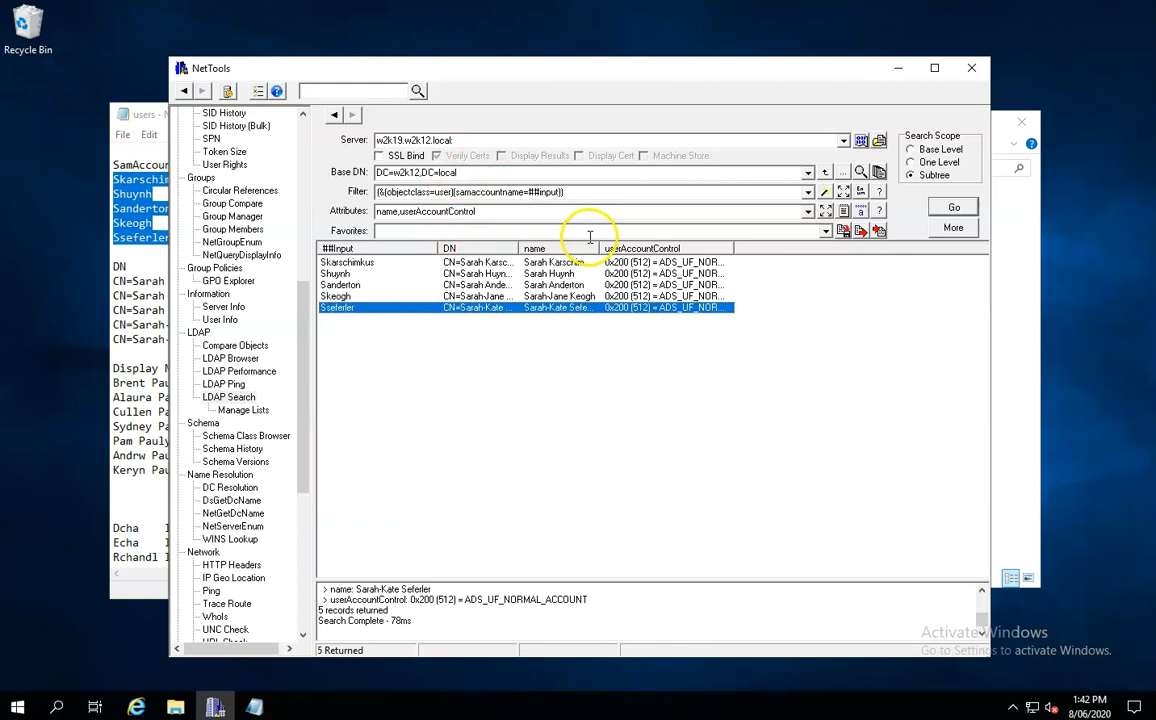 Recycle Bin
NetTools
users - N
File Edit
SamAccoun
Skarschim
Shuynh
Sanderton
Skeogh
Sseferler
DN
CN=Sarah
CN=Sarah
CN=Sarah
CN=Sarah-
CN=Sarah-
Display N
Brent Pau
Alaura Pa
Cullen Pa
Sydney Pa
Pam Pauly
Andrw Pau
Keryn Pau
Dcha
Echa
Rchandl
SID History
SID History (Bulk)
SPN
Token Size
User Rights
Groups
Circular References
Group Compare
Group Manager
Group Members
NetGroupEnum
NetQueryDisplayInfo
Group Policies
GPO Explorer
Information
Server Info
User Info
LDAP
Compare Objects
LDAP Browser
LDAP Performance
LDAP Ping
LDAP Search
Manage Lists
Schema
Schema Class Browser
Schema History
Schema Versions
Name Resolution
DC Resolution
DsGetDcName
NetGetDcName
NetServerEnum
WINS Lookup
Network
HTTP Headers
IP Geo Location
Ping
Trace Route
WhoIs
UNC Check
URL Check
Server: w2k19.w2k12.local:
SSL Bind Verify Certs Display Results Display Cert Machine Store
Base DN: DC=w2k12,DC=local
Filter: (&(objectclass=user)(samaccountname=##input))
Attributes: name,userAccountControl
Favorites:
Search Scope
Base Level
One Level
Subtree
Go
More
##Input DN name userAccountControl
Skarschimkus CN=Sarah Karsc... Sarah Karschim... 0x200 (512) = ADS_UF_NOR...
Shuynh CN=Sarah Huyn... Sarah Huynh 0x200 (512) = ADS_UF_NOR...
Sanderton CN=Sarah Ande... Sarah Anderton 0x200 (512) = ADS_UF_NOR...
Skeogh CN=Sarah-Jane ... Sarah-Jane Keogh 0x200 (512) = ADS_UF_NOR...
Sseferler CN=Sarah-Kate ... Sarah-Kate Sefe... 0x200 (512) = ADS_UF_NOR...
> name: Sarah-Kate Seferler
> userAccountControl: 0x200 (512) = ADS_UF_NORMAL_ACCOUNT
5 records returned
Search Complete - 78ms
5 Returned
Activate Windows
Go to Settings to activate Windows.
1:42 PM
8/06/2020